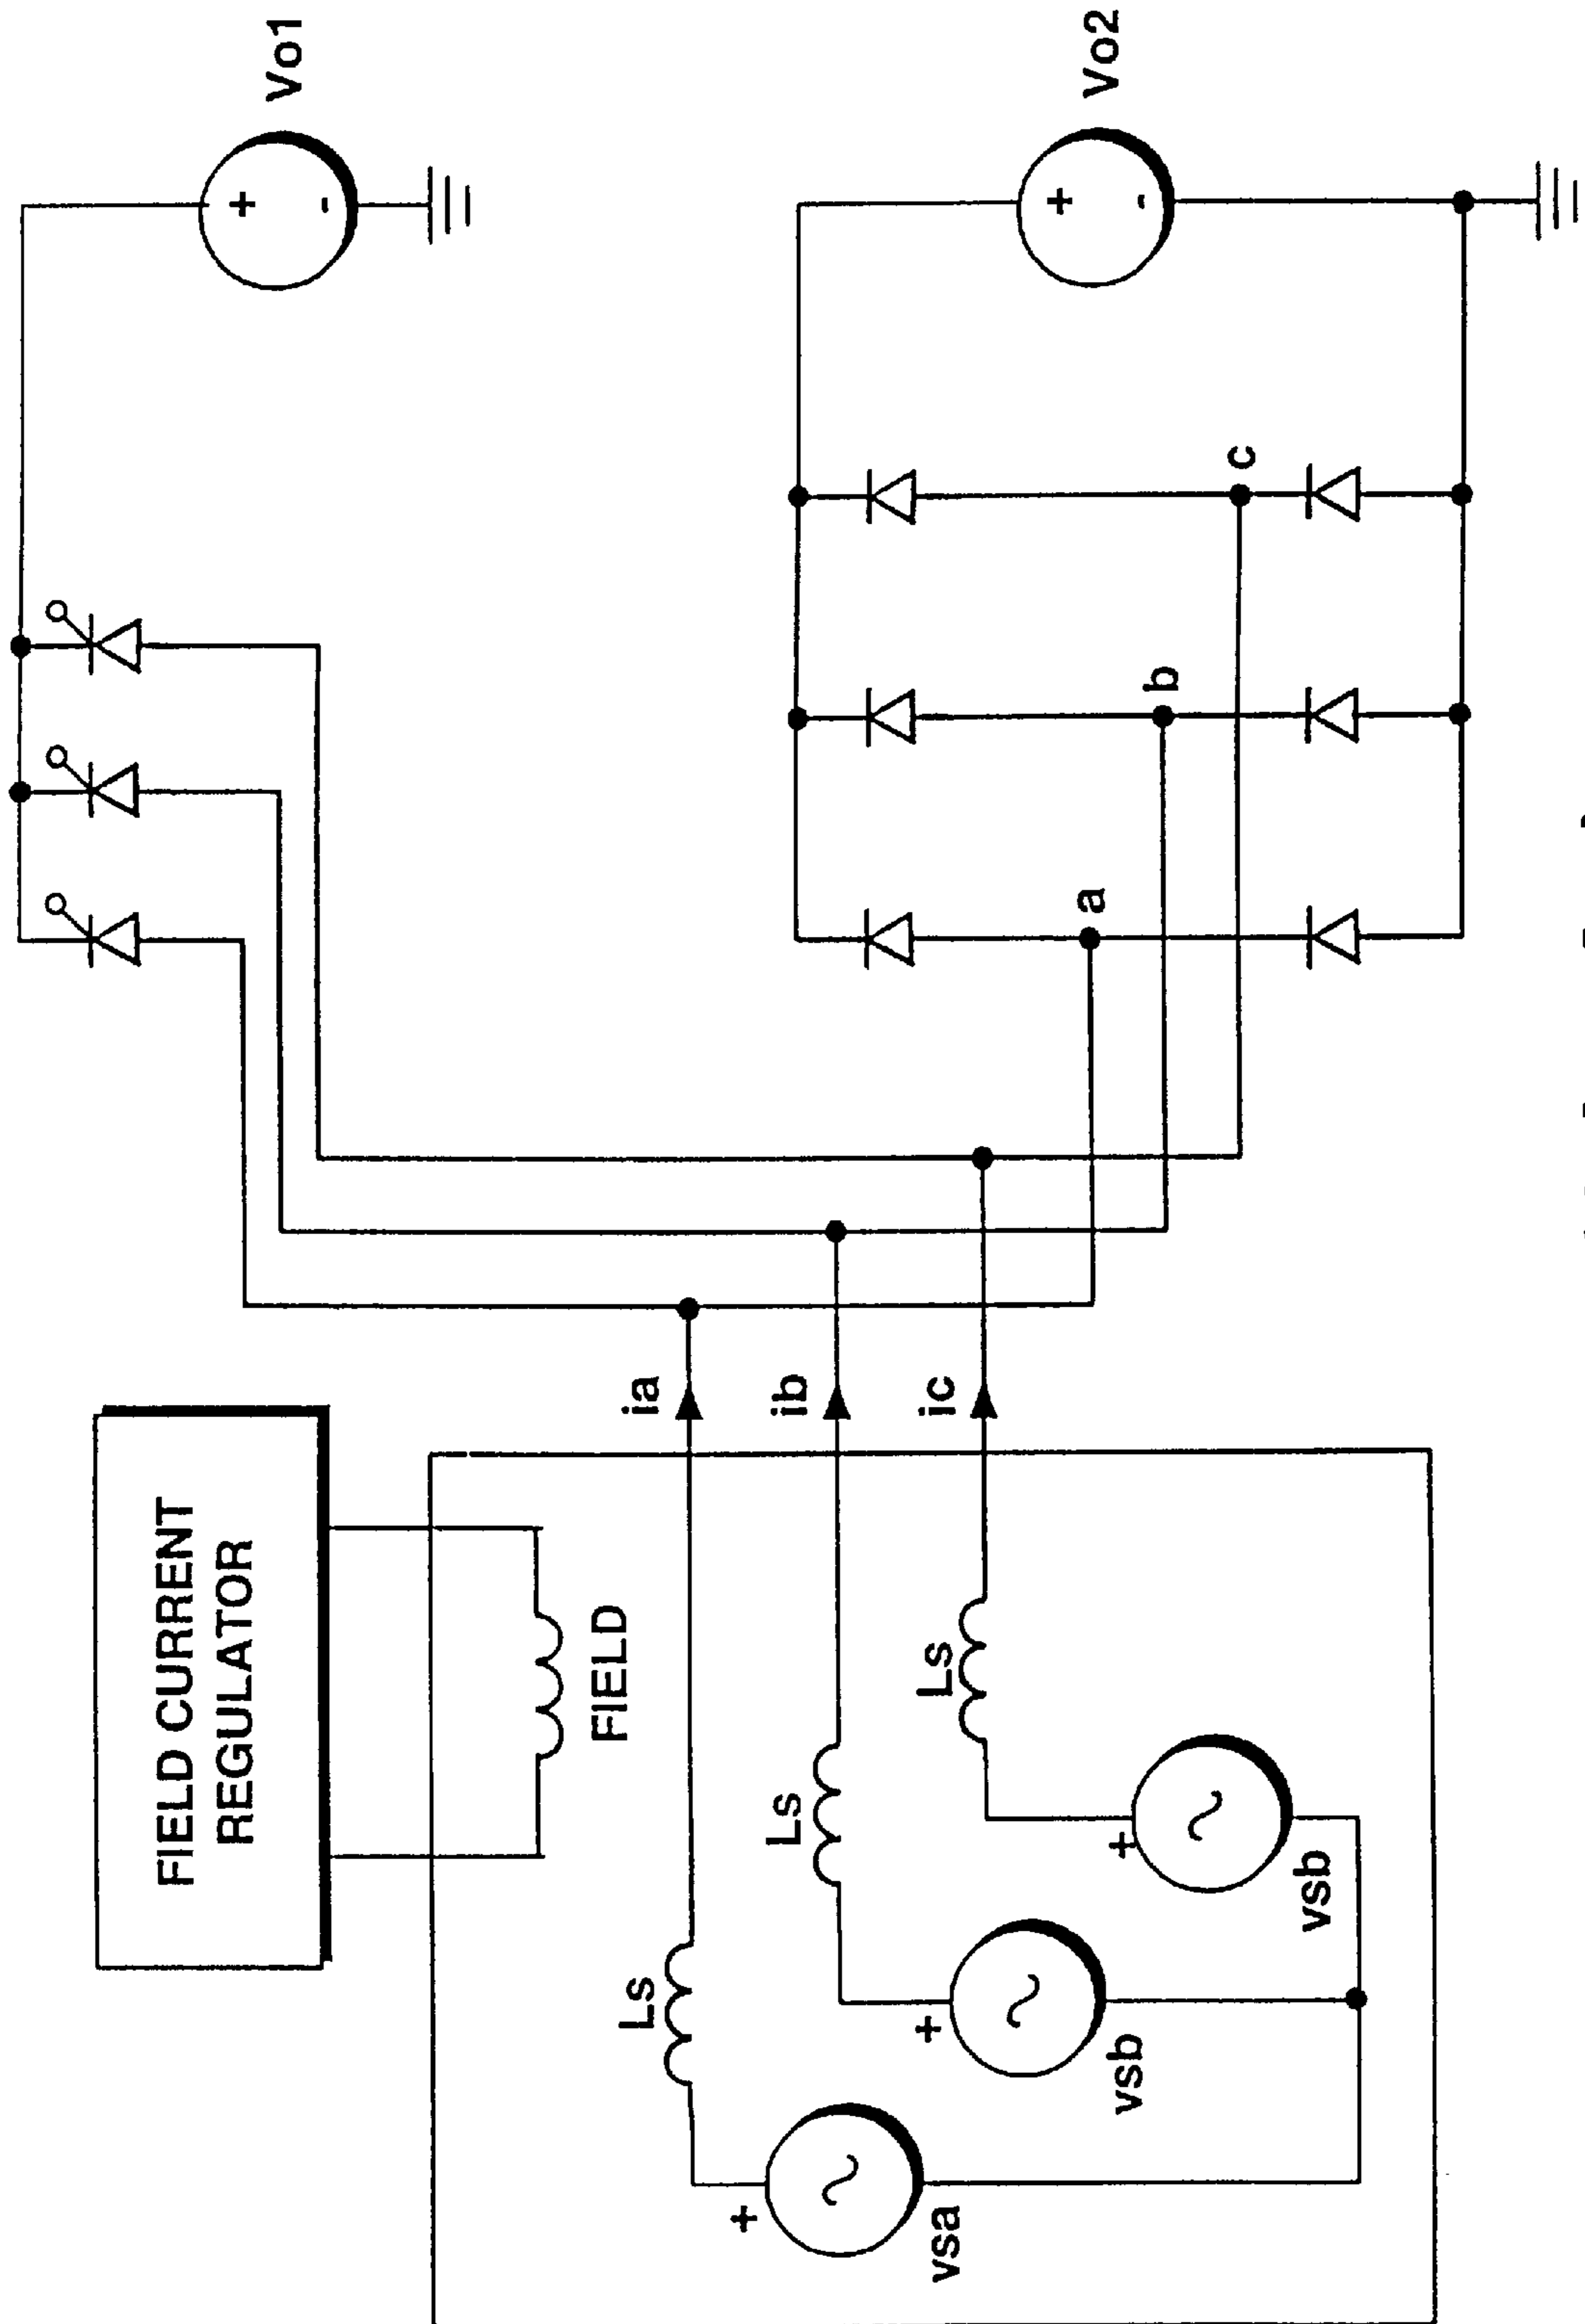 FIELD CURRENT
REGULATOR
FIELD
Ls
Ls
Ls
+
vsa
+
vsb
+
vsb
ia
ib
ic
a
b
c
+
-
Vo1
+
-
Vo2